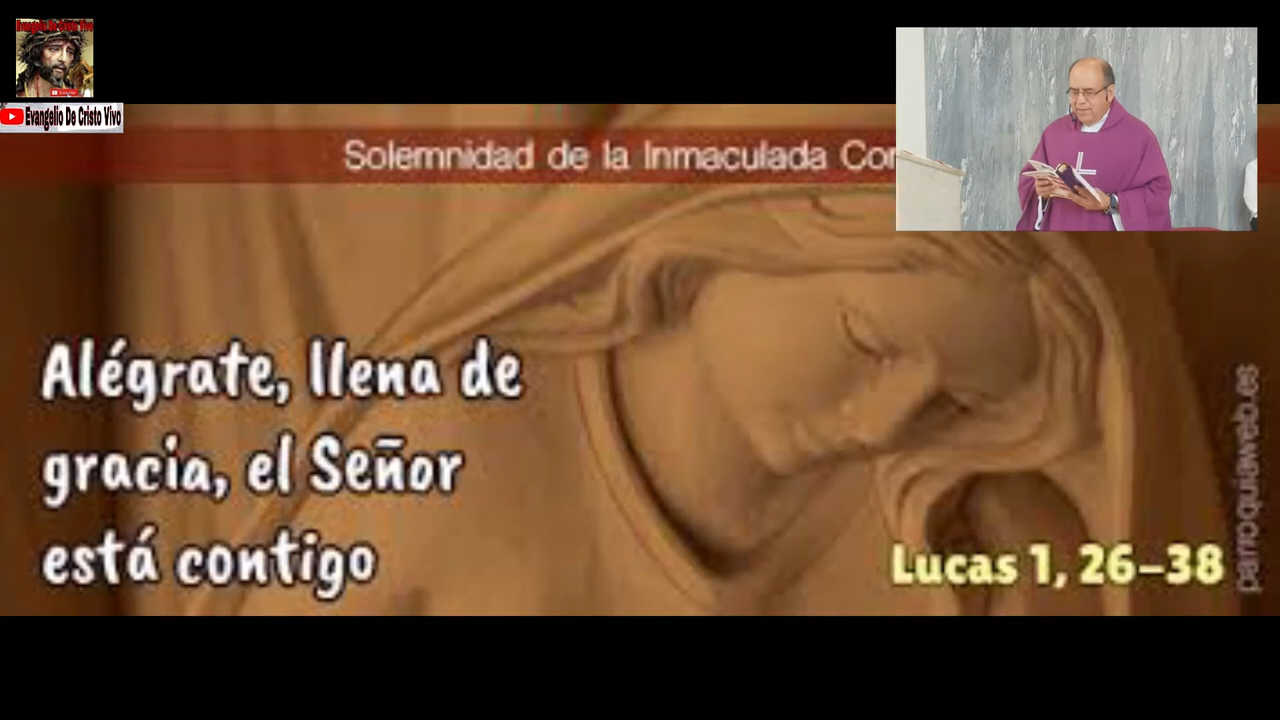 Evangelio De Cristo Vivo
Evangelio De Cristo Vivo
Solemnidad de la Inmaculada
Alégrate, llena de
gracia, el Señor
está contigo
Lucas 1, 26-38
parroquiaweb.es